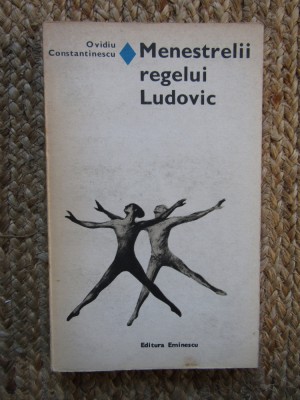 Ovidiu
Constantinescu
Menestrelii
regelui
Ludovic
Editura Eminescu